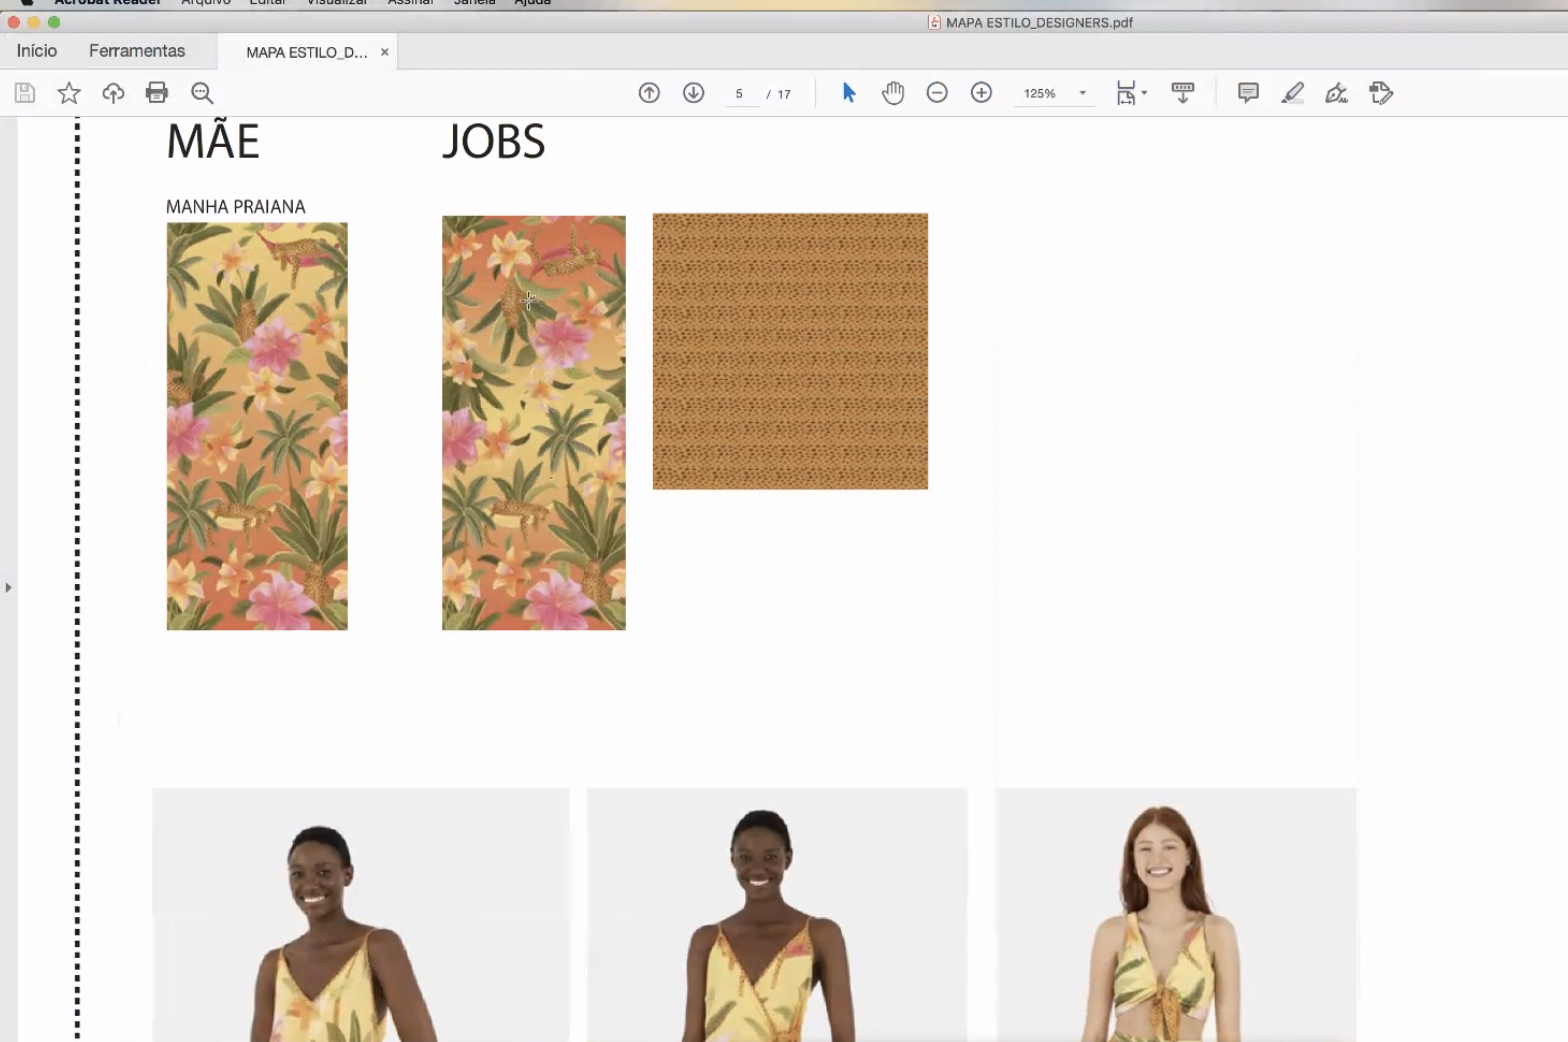 Acrobat Reader Arquivo Editar Visualizar Assinar Janela Ajuda
MAPA ESTILO_DESIGNERS.pdf
Início Ferramentas MAPA ESTILO_D... ×
5 / 17 125%
MÃE JOBS
MANHA PRAIANA